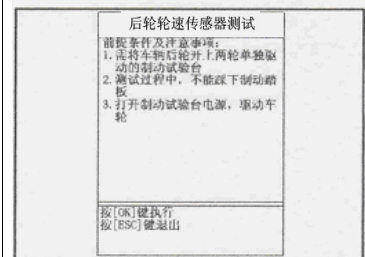 后轮轮速传感器测试
前提条件及注意事项:
1.需将车辆后轮开上两轮单独驱
动的制动试验台
2.测试过程中，不能踩下制动踏
板
3.打开制动试验台电源，驱动车
轮
按[OK]键执行
按[ESC]键退出